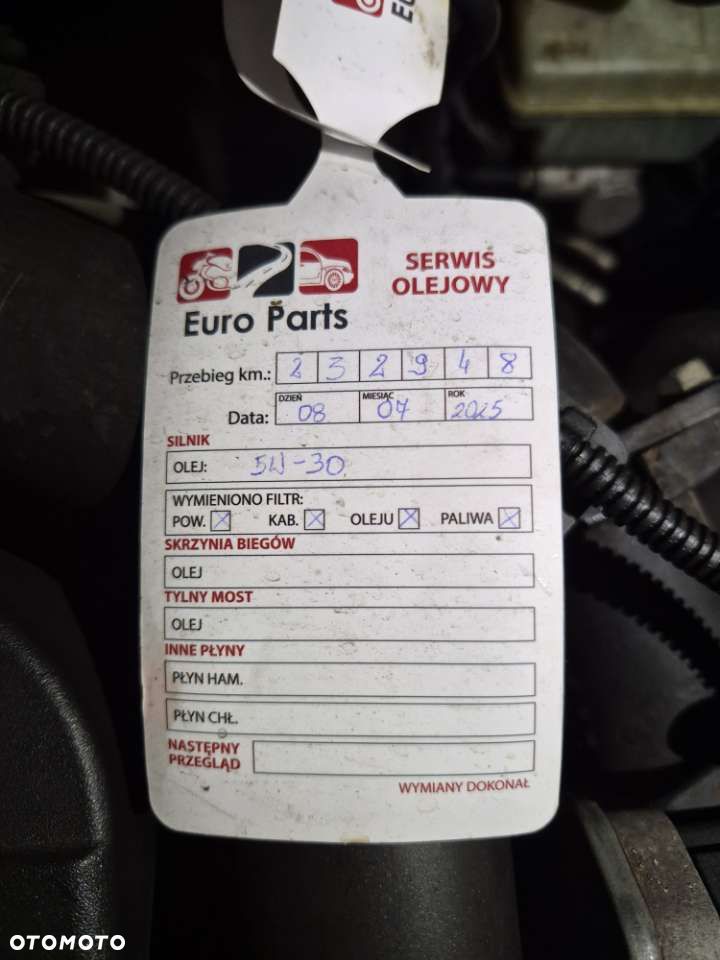 EU
SERWIS
OLEJOWY
Euro Parts
Przebieg km.: 2 3 2 9 4 8
DZIEŃ MIESIĄC ROK
Data: 08 07 2025
SILNIK
OLEJ: 5W-30
WYMIENIONO FILTR:
POW. ☒ KAB. ☒ OLEJU ☒ PALIWA ☒
SKRZYNIA BIEGÓW
OLEJ
TYLNY MOST
OLEJ
INNE PŁYNY
PŁYN HAM.
PŁYN CHŁ.
NASTĘPNY
PRZEGLĄD
WYMIANY DOKONAŁ
OTOMOTO